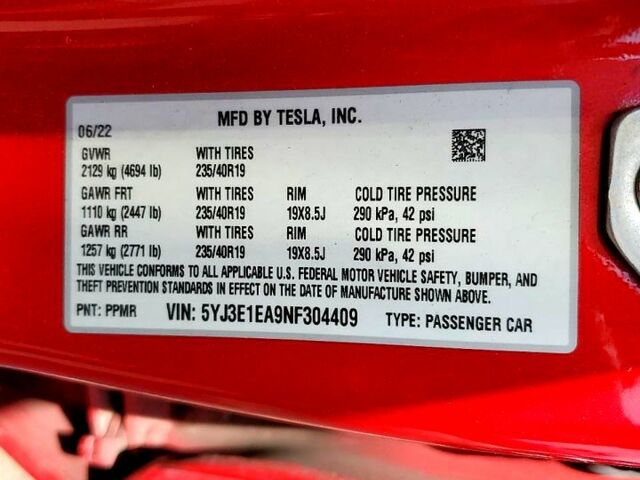 MFD BY TESLA, INC.
06/22
GVWR WITH TIRES
2129 kg (4694 lb) 235/40R19
GAWR FRT WITH TIRES RIM COLD TIRE PRESSURE
1110 kg (2447 lb) 235/40R19 19X8.5J 290 kPa, 42 psi
GAWR RR WITH TIRES RIM COLD TIRE PRESSURE
1257 kg (2771 lb) 235/40R19 19X8.5J 290 kPa, 42 psi
THIS VEHICLE CONFORMS TO ALL APPLICABLE U.S. FEDERAL MOTOR VEHICLE SAFETY, BUMPER, AND
THEFT PREVENTION STANDARDS IN EFFECT ON THE DATE OF MANUFACTURE SHOWN ABOVE.
PNT: PPMR VIN: 5YJ3E1EA9NF304409 TYPE: PASSENGER CAR